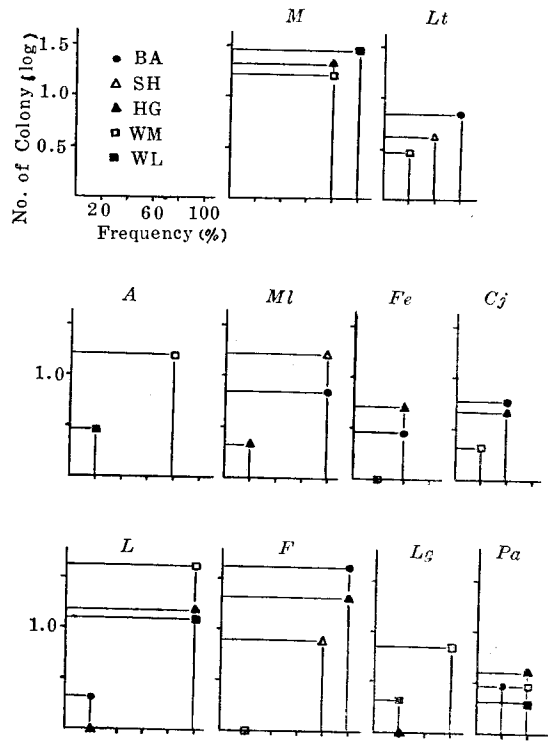 M Lt
No. of Colony (log)
1.5
1.0
0.5
BA
SH
HG
WM
WL
20 60 100
Frequency (%)
A Ml Fe Cj
1.0
L F Lg Pa
1.0